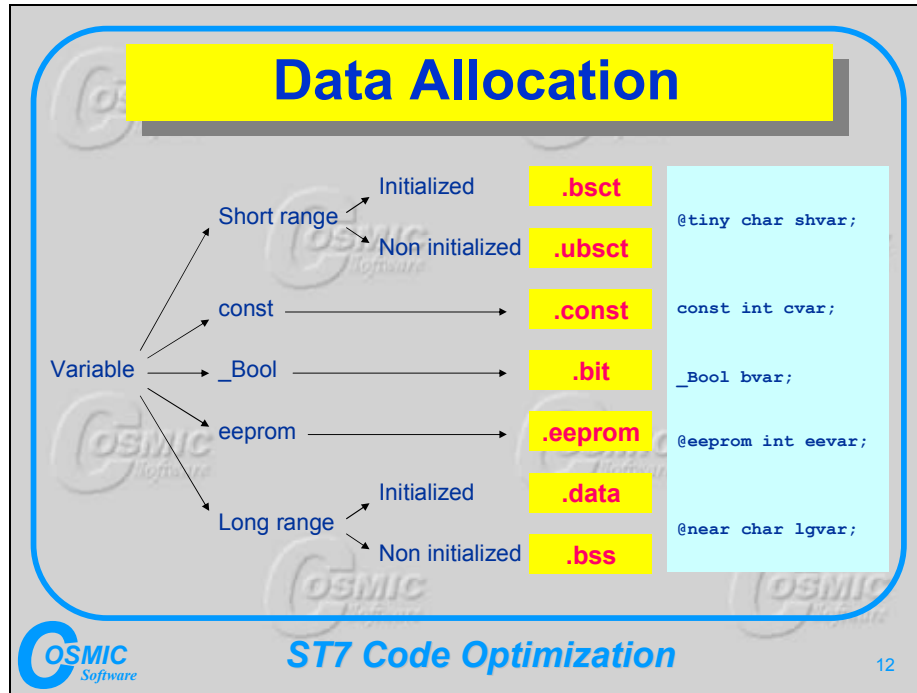 Data Allocation
Initialized
.bsct
Short range
@tiny char shvar;
Non initialized
.ubsct
const
.const
const int cvar;
Variable
_Bool
.bit
_Bool bvar;
eeprom
.eeprom
@eeprom int eevar;
Initialized
.data
Long range
@near char lgvar;
Non initialized
.bss
COSMIC
Software
ST7 Code Optimization
12